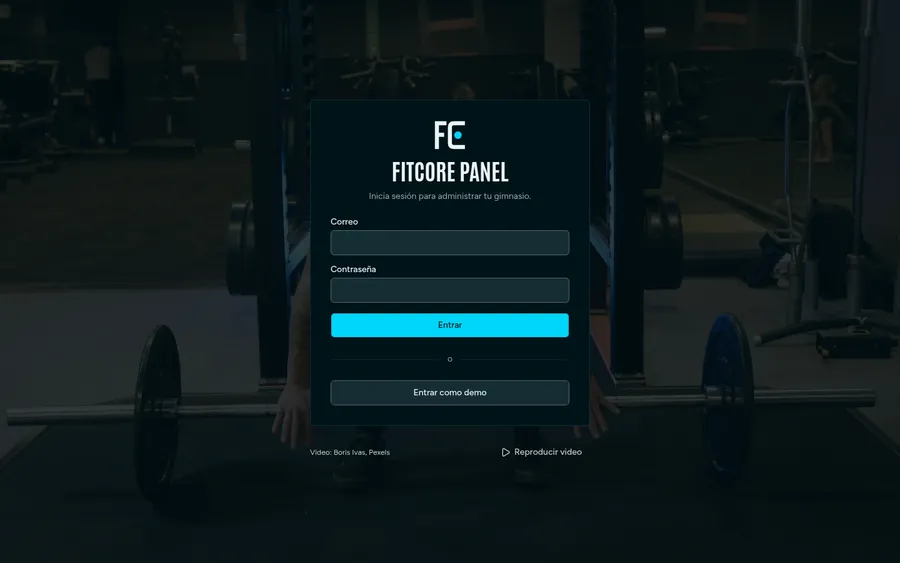 FC
FITCORE PANEL
Inicia sesión para administrar tu gimnasio.
Correo
Contraseña
Entrar
o
Entrar como demo
Video: Boris Ivas, Pexels
Reproducir video